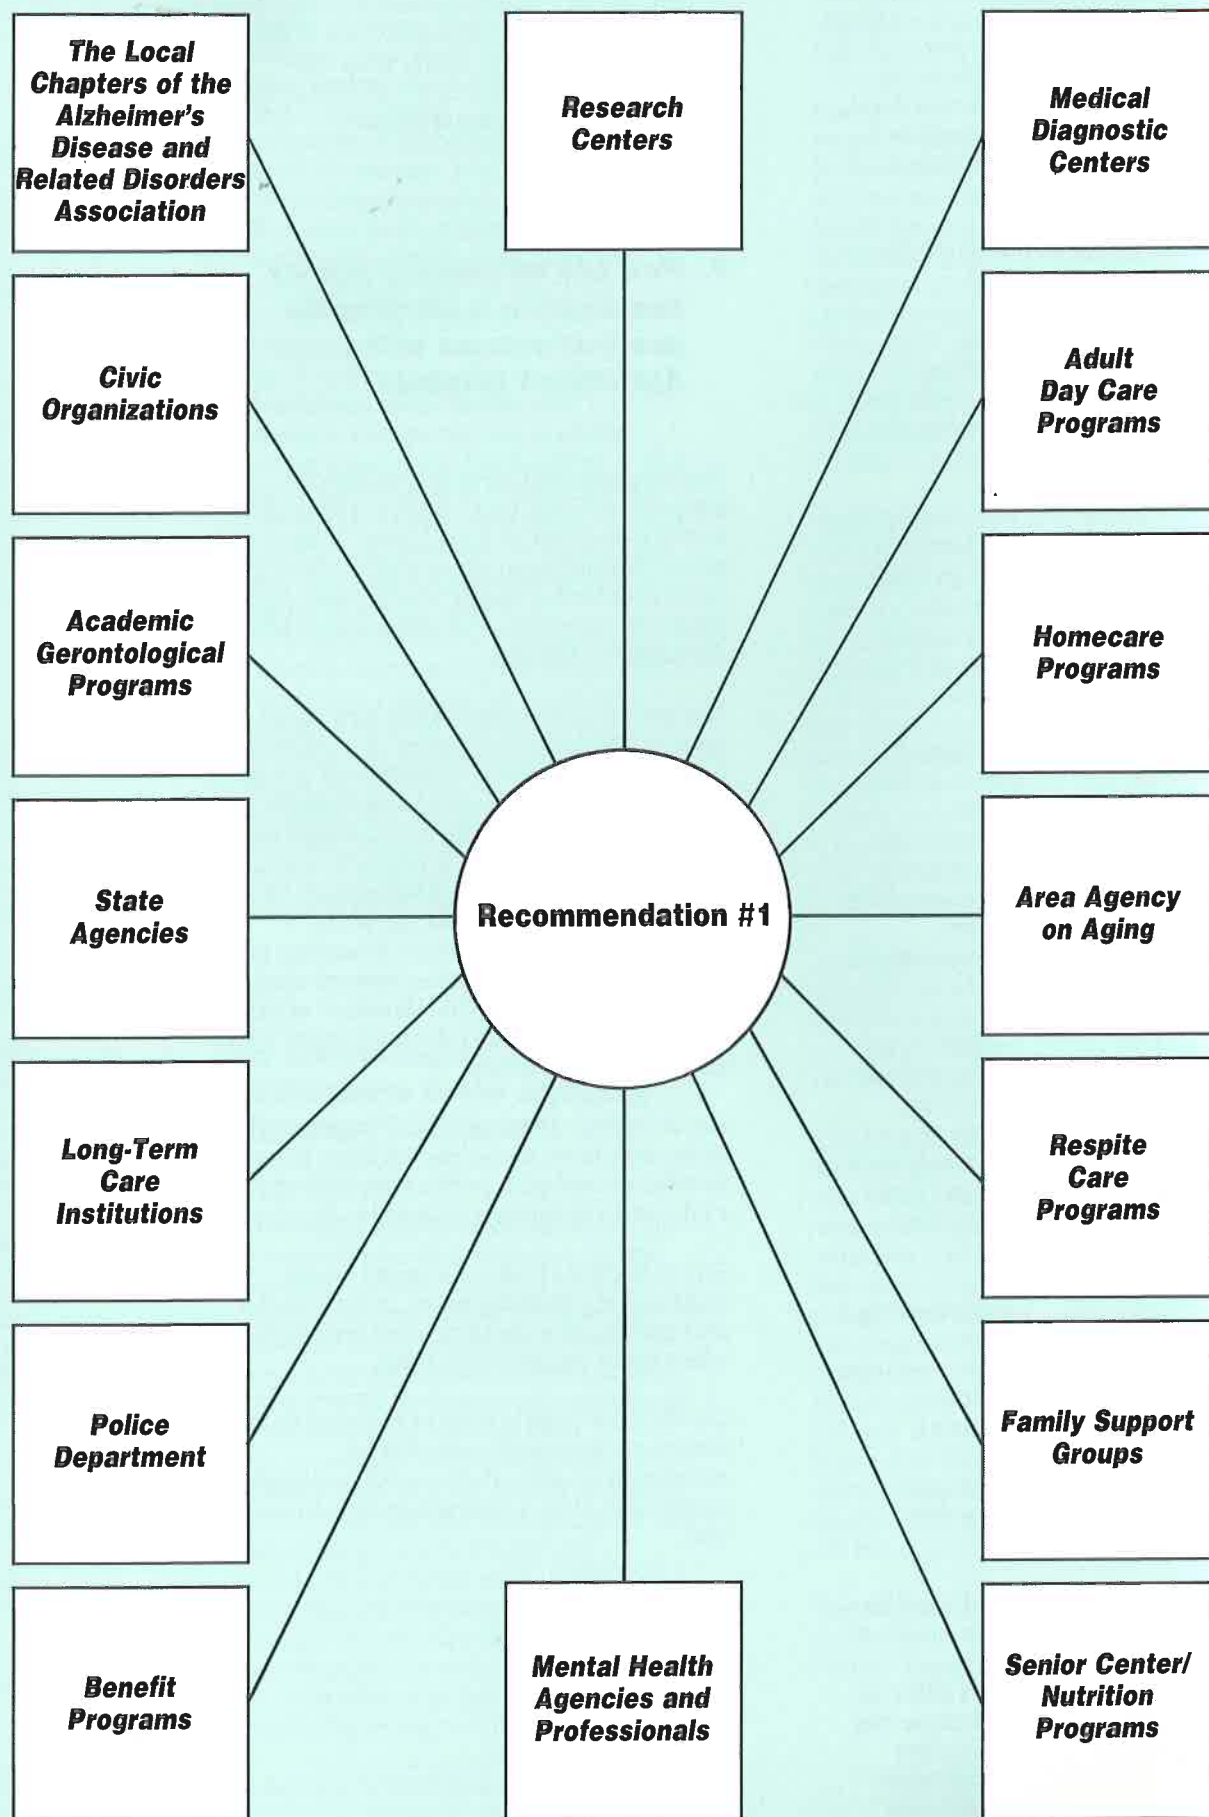 The Local
Chapters of the
Alzheimer's
Disease and
Related Disorders
Association
Research
Centers
Medical
Diagnostic
Centers
Civic
Organizations
Adult
Day Care
Programs
Academic
Gerontological
Programs
Homecare
Programs
State
Agencies
Recommendation #1
Area Agency
on Aging
Long-Term
Care
Institutions
Respite
Care
Programs
Police
Department
Family Support
Groups
Benefit
Programs
Mental Health
Agencies and
Professionals
Senior Center/
Nutrition
Programs